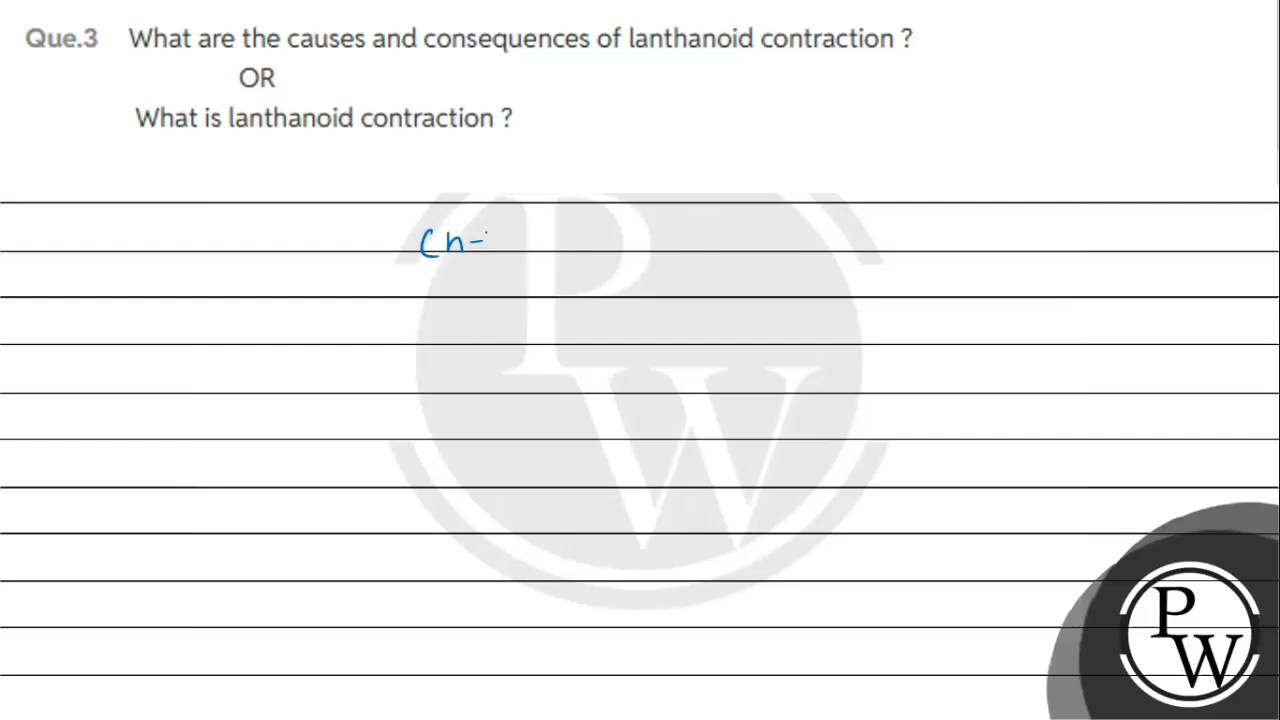 Que.3 What are the causes and consequences of lanthanoid contraction ?
OR
What is lanthanoid contraction ?
(n-
P
W
P
W